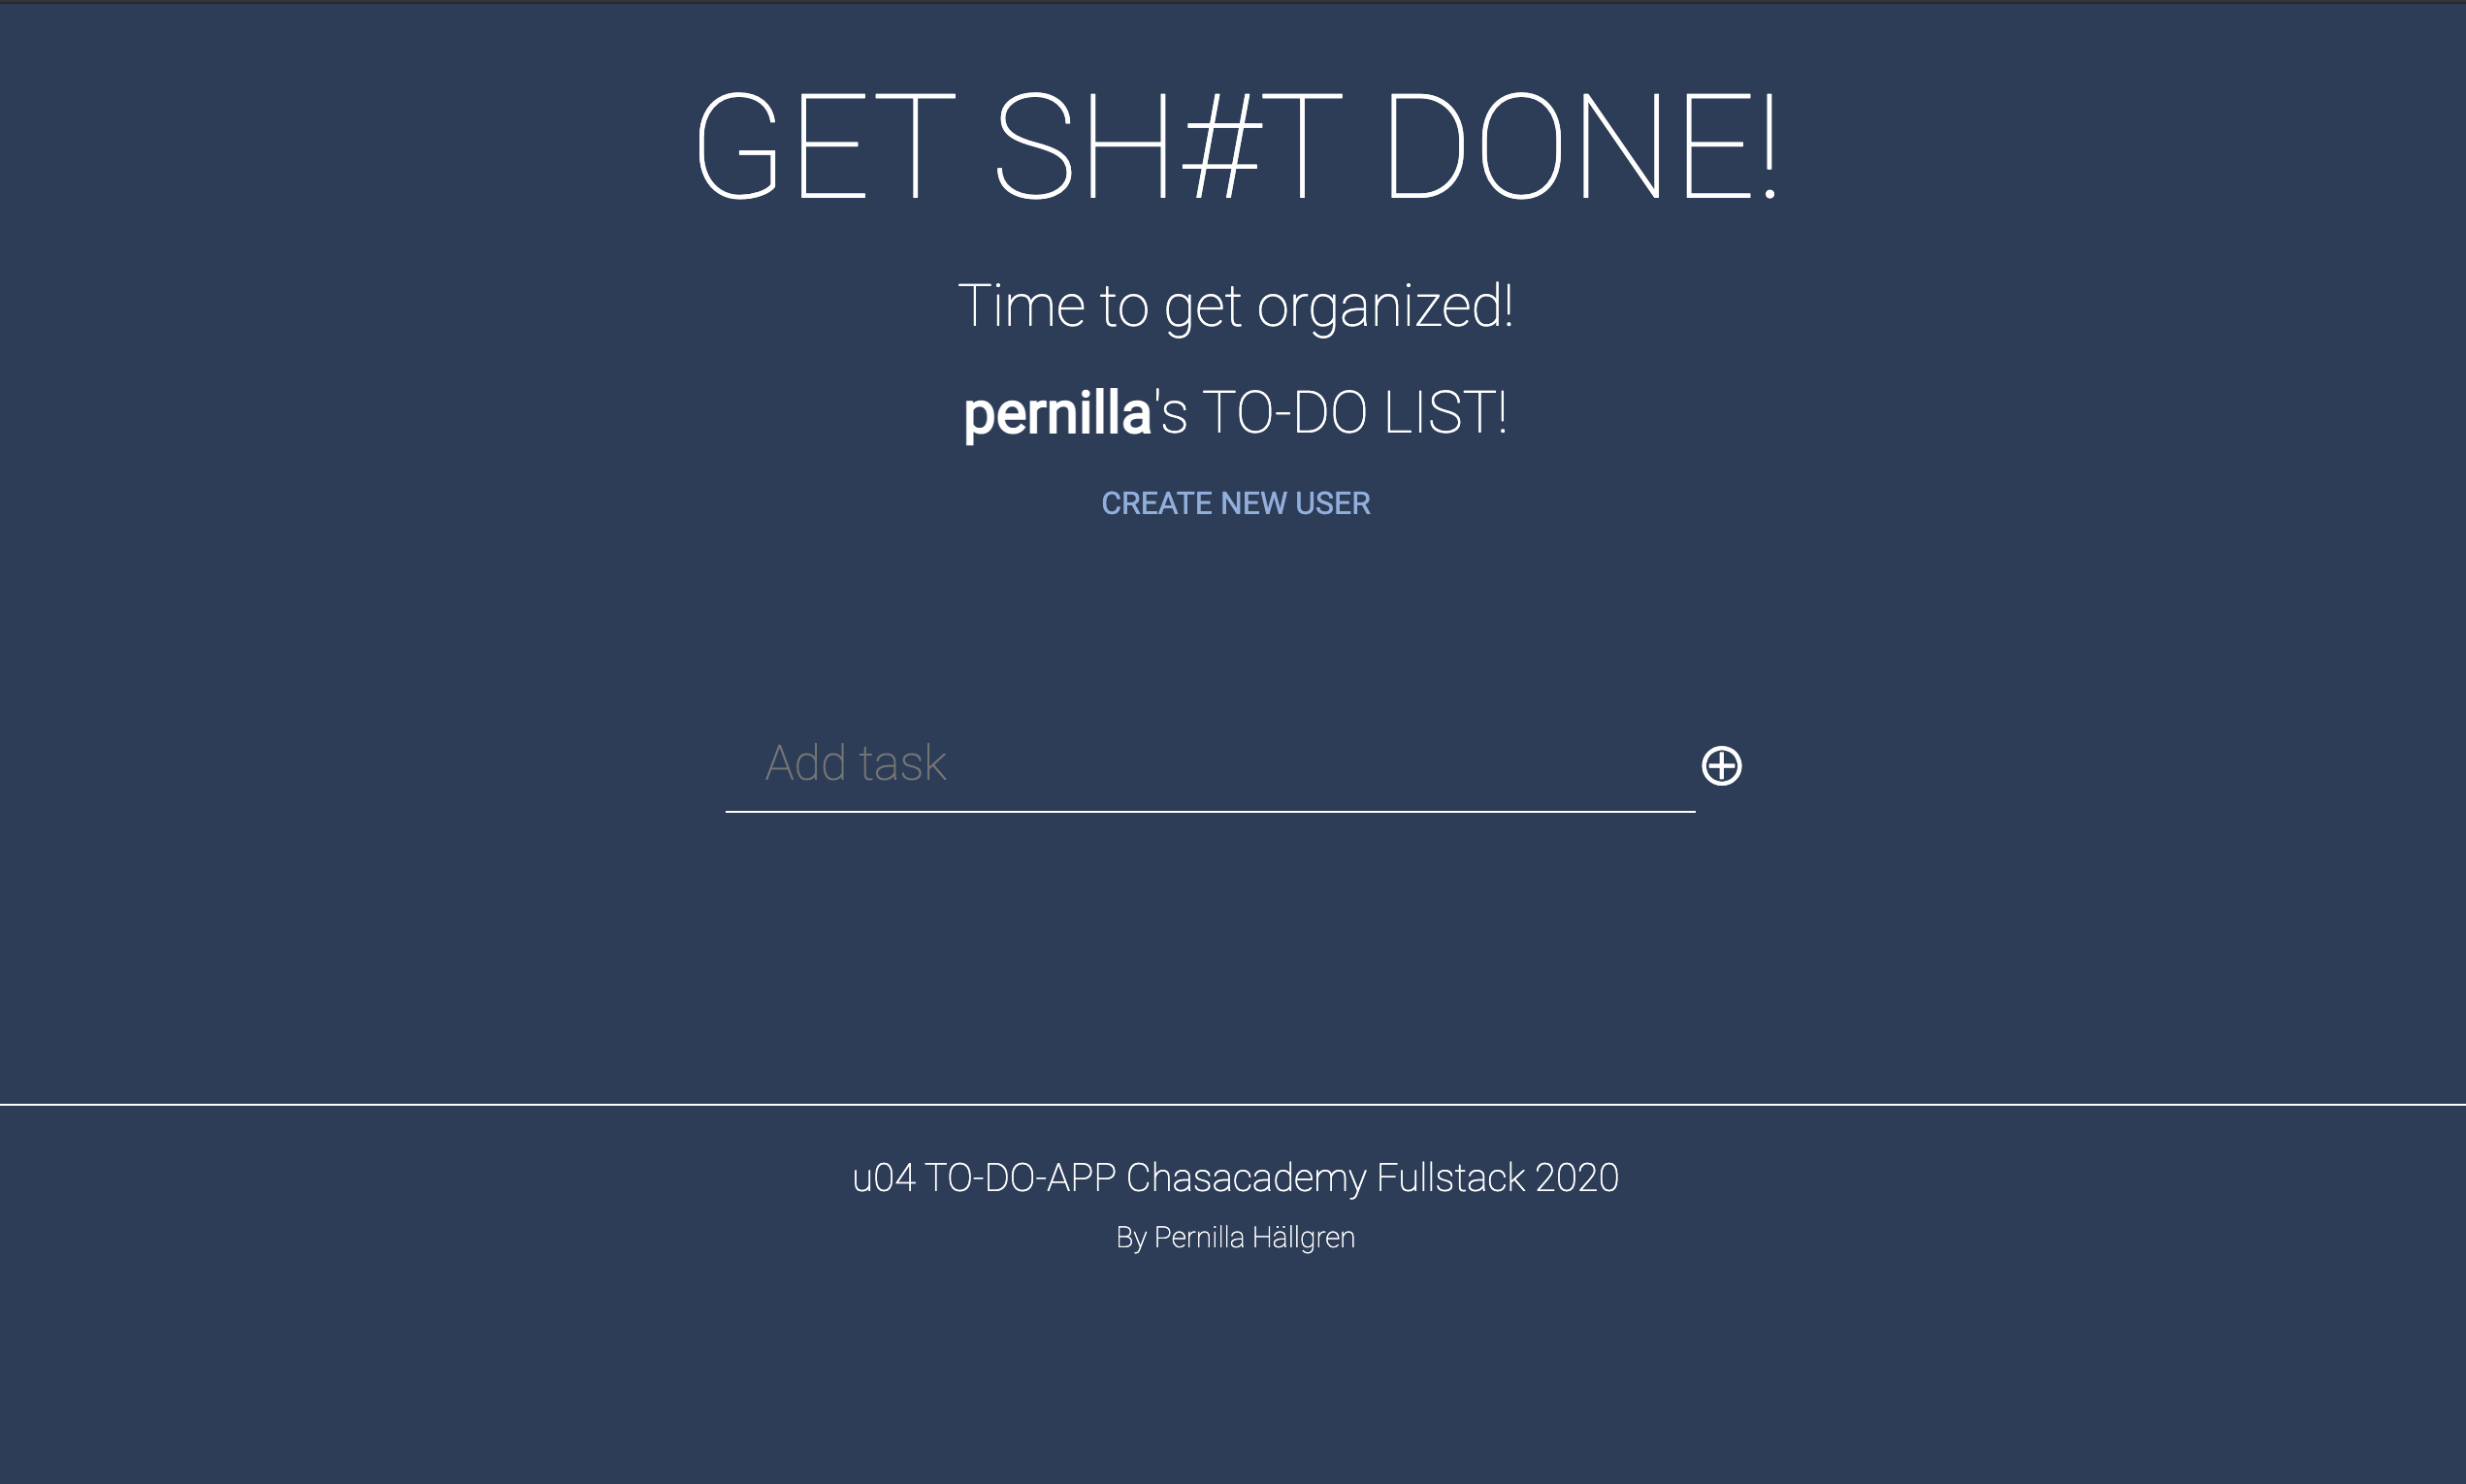 GET SH#T DONE!
Time to get organized!
pernilla's TO-DO LIST!
CREATE NEW USER
Add task
u04 TO-DO-APP Chasacademy Fullstack 2020
By Pernilla Hällgren